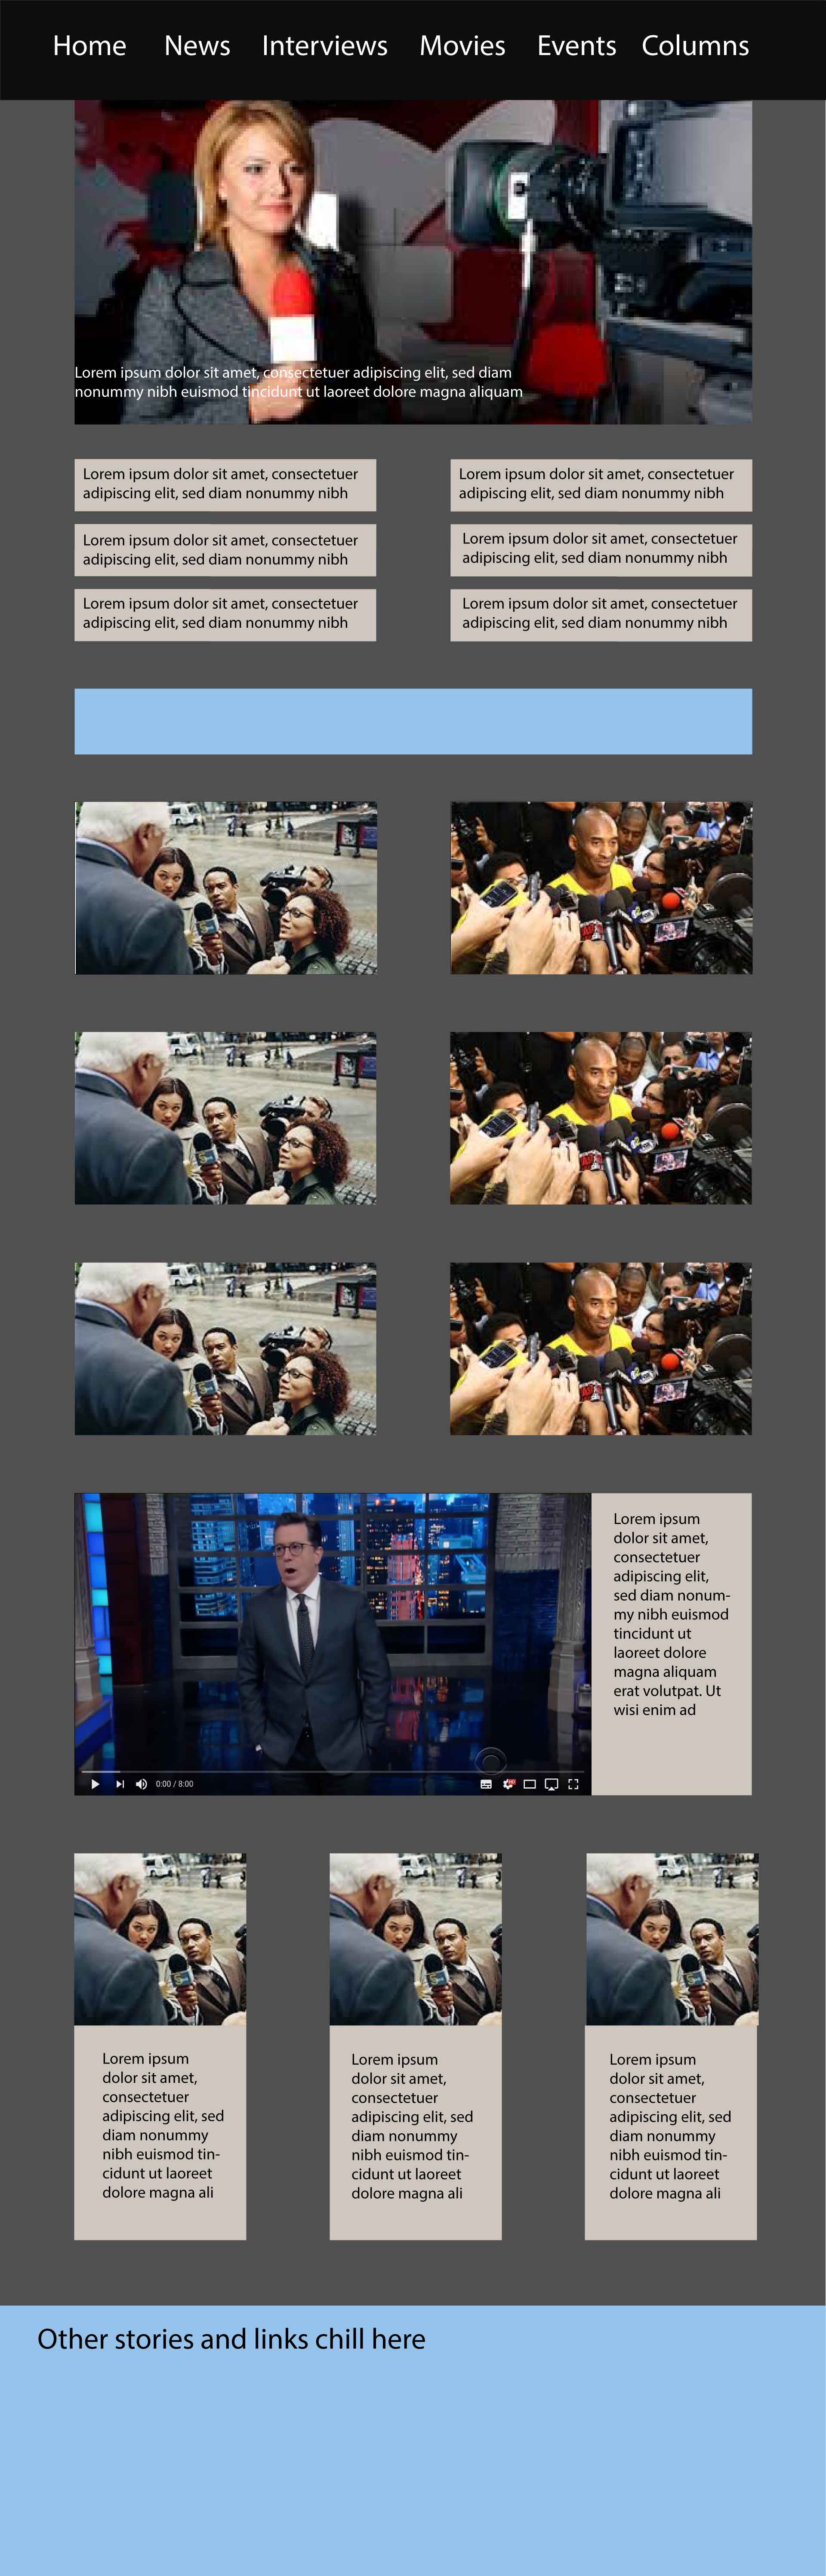 Home News Interviews Movies Events Columns
Lorem ipsum dolor sit amet, consectetuer adipiscing elit, sed diam
nonummy nibh euismod tincidunt ut laoreet dolore magna aliquam
Lorem ipsum dolor sit amet, consectetuer
adipiscing elit, sed diam nonummy nibh
Lorem ipsum dolor sit amet, consectetuer
adipiscing elit, sed diam nonummy nibh
Lorem ipsum dolor sit amet, consectetuer
adipiscing elit, sed diam nonummy nibh
Lorem ipsum dolor sit amet, consectetuer
adipiscing elit, sed diam nonummy nibh
Lorem ipsum dolor sit amet, consectetuer
adipiscing elit, sed diam nonummy nibh
Lorem ipsum dolor sit amet, consectetuer
adipiscing elit, sed diam nonummy nibh
0:00 / 8:00
Lorem ipsum
dolor sit amet,
consectetuer
adipiscing elit,
sed diam nonum-
my nibh euismod
tincidunt ut
laoreet dolore
magna aliquam
erat volutpat. Ut
wisi enim ad
Lorem ipsum
dolor sit amet,
consectetuer
adipiscing elit, sed
diam nonummy
nibh euismod tin-
cidunt ut laoreet
dolore magna ali
Lorem ipsum
dolor sit amet,
consectetuer
adipiscing elit, sed
diam nonummy
nibh euismod tin-
cidunt ut laoreet
dolore magna ali
Lorem ipsum
dolor sit amet,
consectetuer
adipiscing elit, sed
diam nonummy
nibh euismod tin-
cidunt ut laoreet
dolore magna ali
Other stories and links chill here